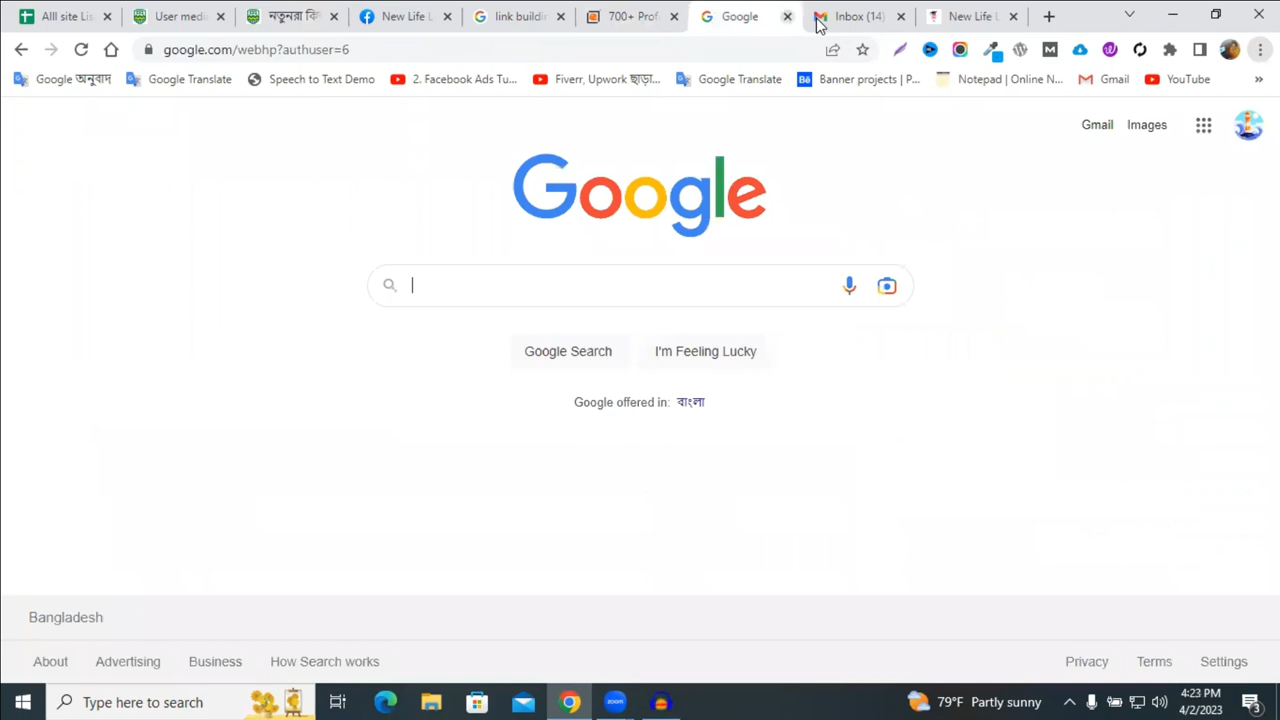 Alll site Lis
User medi
নতুনরা কি
New Life L
link buildi
700+ Prof
Google
Inbox (14)
New Life L
google.com/webhp?authuser=6
Google অনুবাদ
Google Translate
Speech to Text Demo
2. Facebook Ads Tu...
Fiverr, Upwork ছাড়া...
Google Translate
Banner projects | P...
Notepad | Online N...
Gmail
YouTube
»
Gmail Images
Google
Google Search
I'm Feeling Lucky
Google offered in: বাংলা
Bangladesh
About Advertising Business How Search works
Privacy Terms Settings
Type here to search
zoom
79°F Partly sunny
4:23 PM
4/2/2023
3